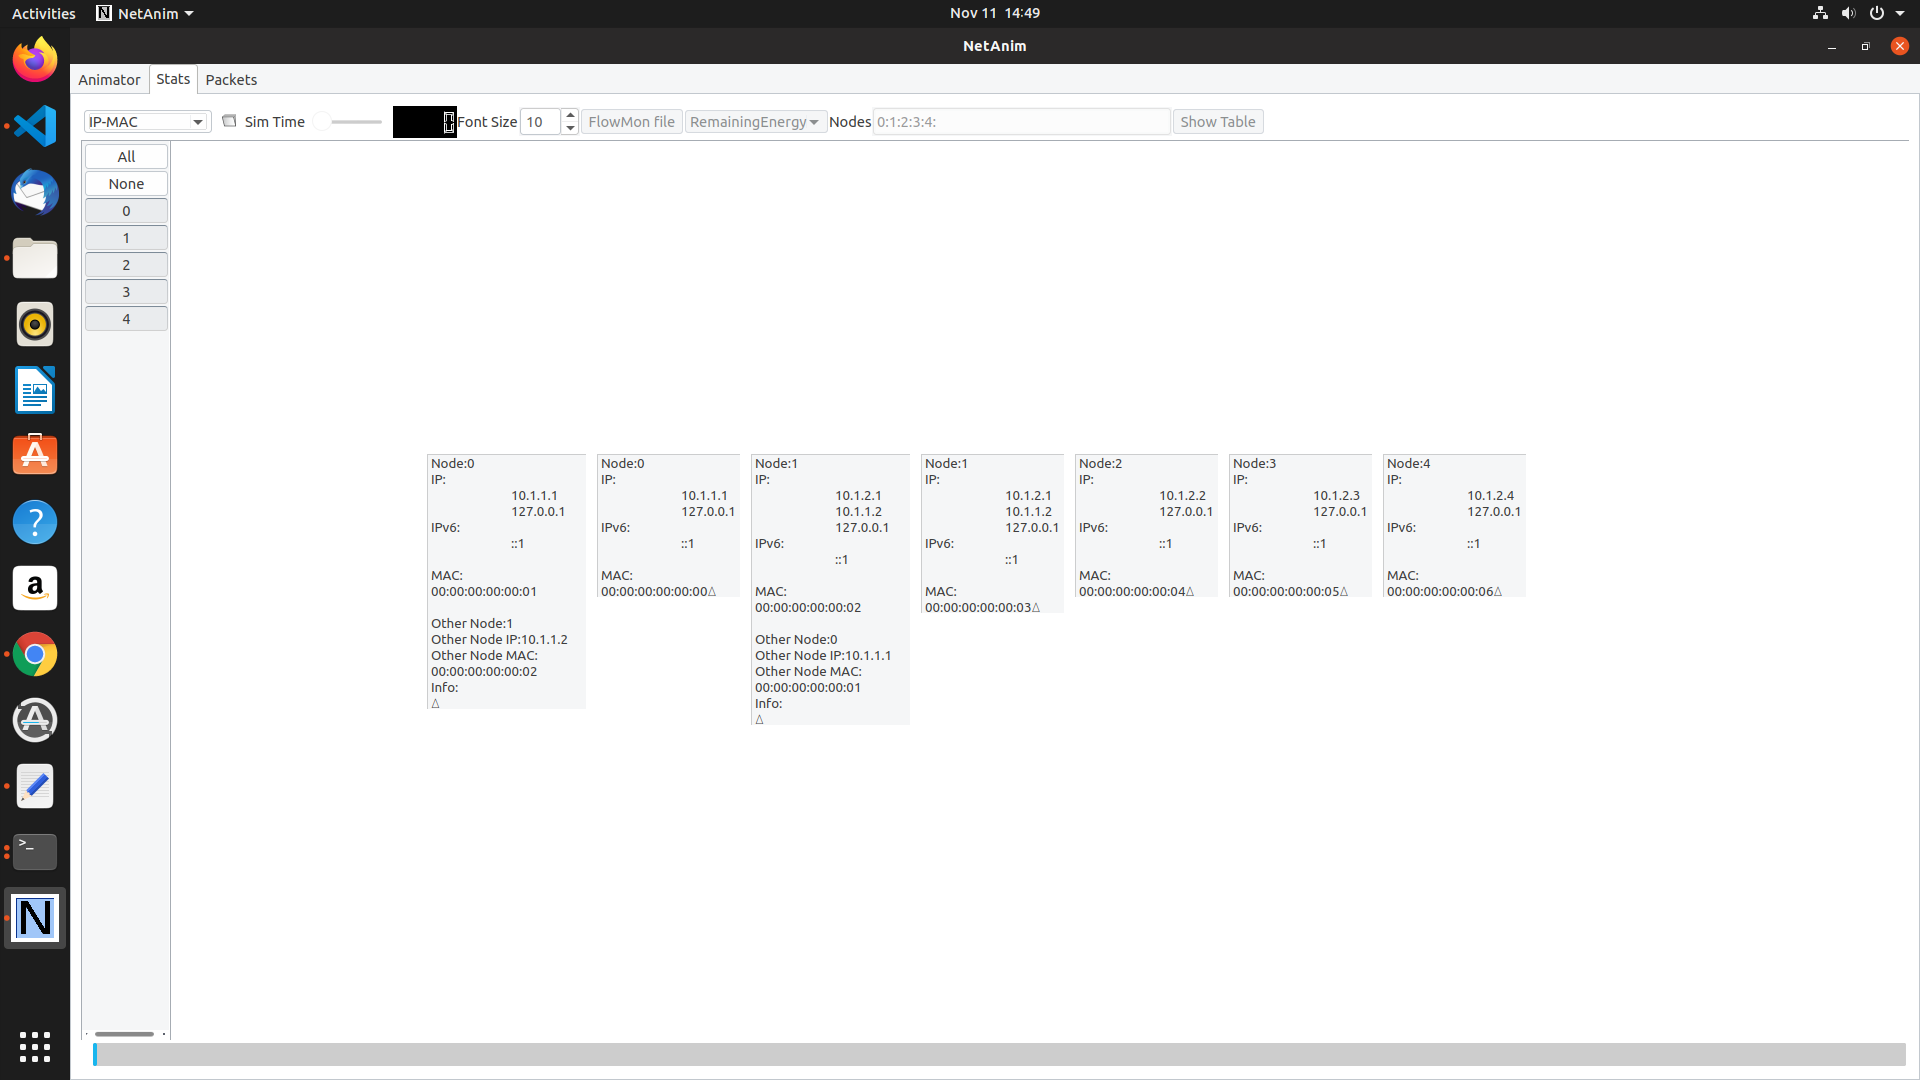 Activities
NetAnim
Nov 11 14:49
NetAnim
Animator
Stats
Packets
IP-MAC
Sim Time
Font Size
10
FlowMon file
RemainingEnergy
Nodes
0:1:2:3:4:
Show Table
All
None
0
1
2
3
4
Node:0
IP:
10.1.1.1
127.0.0.1
IPv6:
::1
MAC:
00:00:00:00:00:01
Other Node:1
Other Node IP:10.1.1.2
Other Node MAC:
00:00:00:00:00:02
Info:
Node:0
IP:
10.1.1.1
127.0.0.1
IPv6:
::1
MAC:
00:00:00:00:00:00
Node:1
IP:
10.1.2.1
10.1.1.2
127.0.0.1
IPv6:
::1
MAC:
00:00:00:00:00:02
Other Node:0
Other Node IP:10.1.1.1
Other Node MAC:
00:00:00:00:00:01
Info:
Node:1
IP:
10.1.2.1
10.1.1.2
127.0.0.1
IPv6:
::1
MAC:
00:00:00:00:00:03
Node:2
IP:
10.1.2.2
127.0.0.1
IPv6:
::1
MAC:
00:00:00:00:00:04
Node:3
IP:
10.1.2.3
127.0.0.1
IPv6:
::1
MAC:
00:00:00:00:00:05
Node:4
IP:
10.1.2.4
127.0.0.1
IPv6:
::1
MAC:
00:00:00:00:00:06